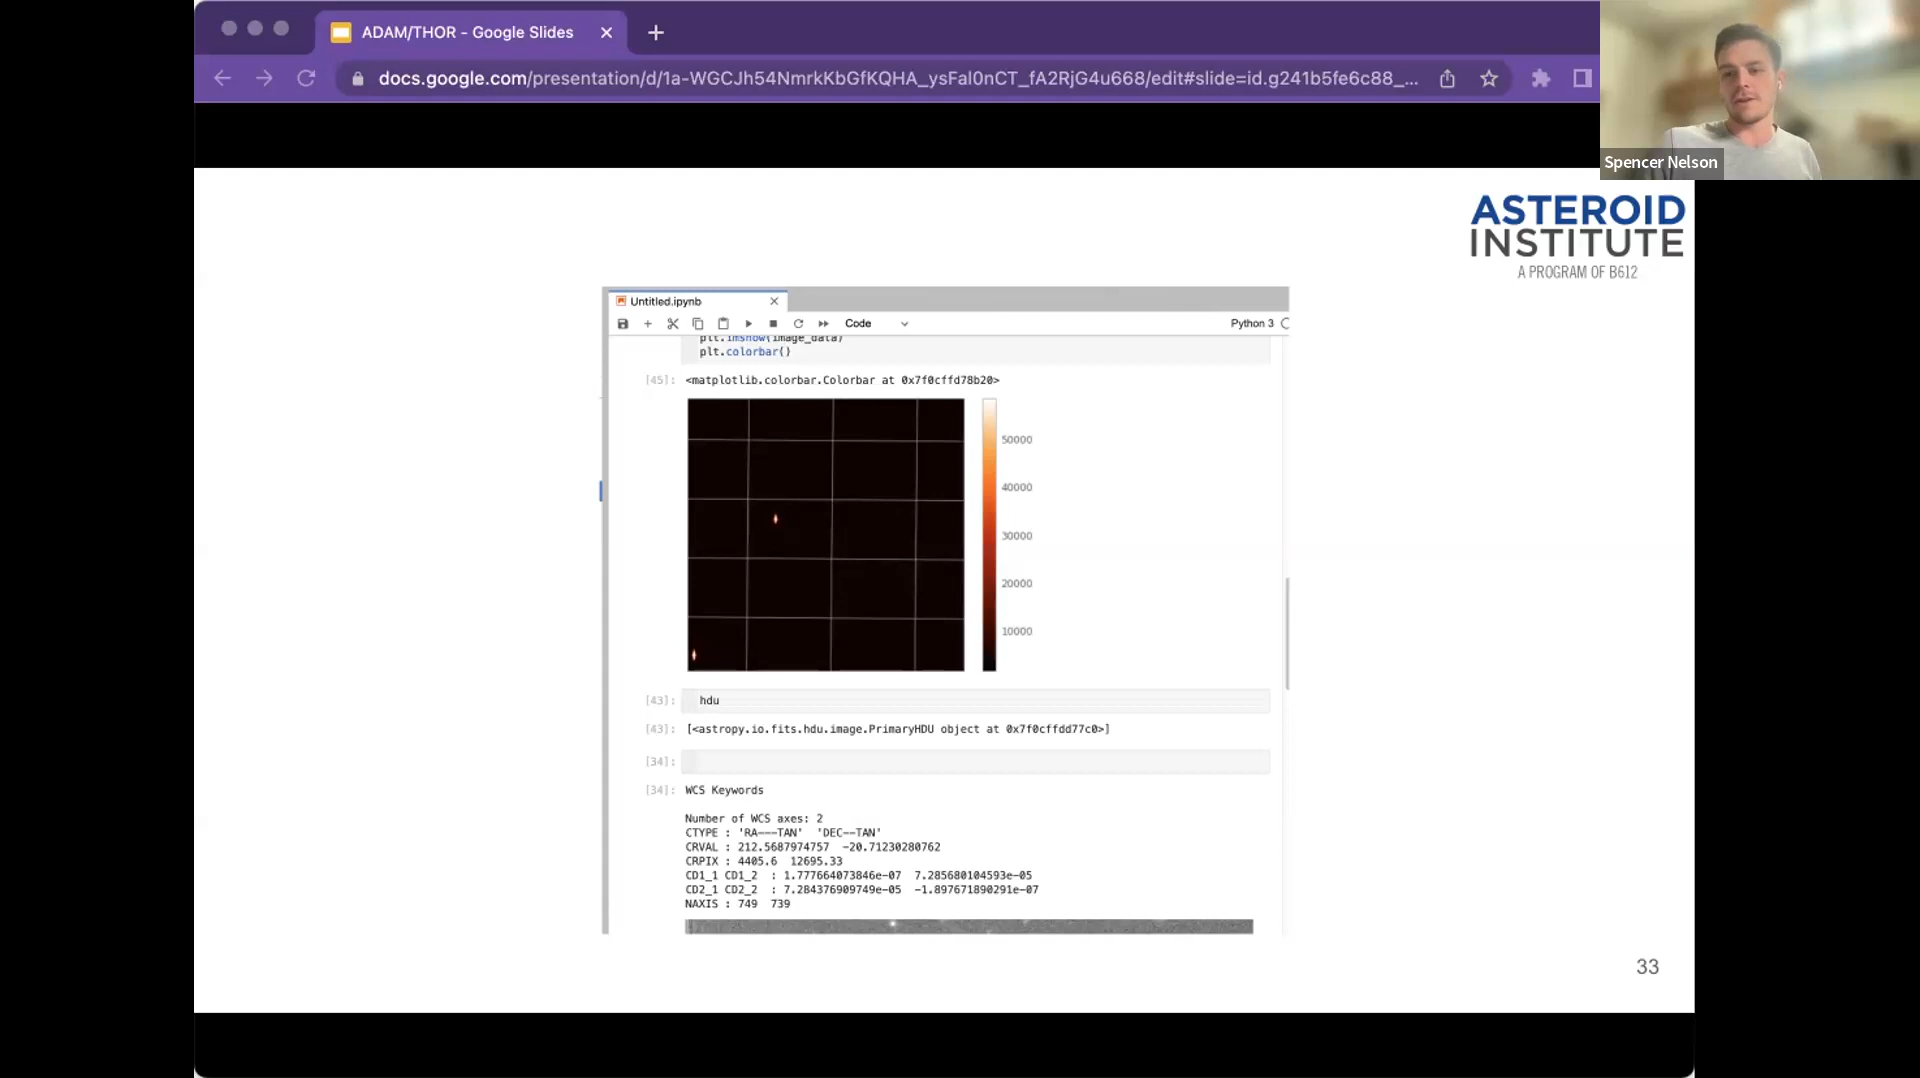 ADAM/THOR - Google Slides
docs.google.com/presentation/d/1a-WGCJh54NmrkKbGfKQHA_ysFal0nCT_fA2RjG4u668/edit#slide=id.g241b5fe6c88_...
Spencer Nelson
ASTEROID
INSTITUTE
A PROGRAM OF B612
Untitled.ipynb
Code
Python 3
plt.imshow(image_data)
plt.colorbar()
[45]: <matplotlib.colorbar.Colorbar at 0x7f0cffd78b20>
50000
40000
30000
20000
10000
[43]: hdu
[43]: [<astropy.io.fits.hdu.image.PrimaryHDU object at 0x7f0cffdd77c0>]
[34]:
[34]: WCS Keywords
Number of WCS axes: 2
CTYPE : 'RA---TAN' 'DEC--TAN'
CRVAL : 212.5687974757 -20.71230280762
CRPIX : 4405.6 12695.33
CD1_1 CD1_2 : 1.777664073846e-07 7.285680104593e-05
CD2_1 CD2_2 : 7.284376909749e-05 -1.897671890291e-07
NAXIS : 749 739
33